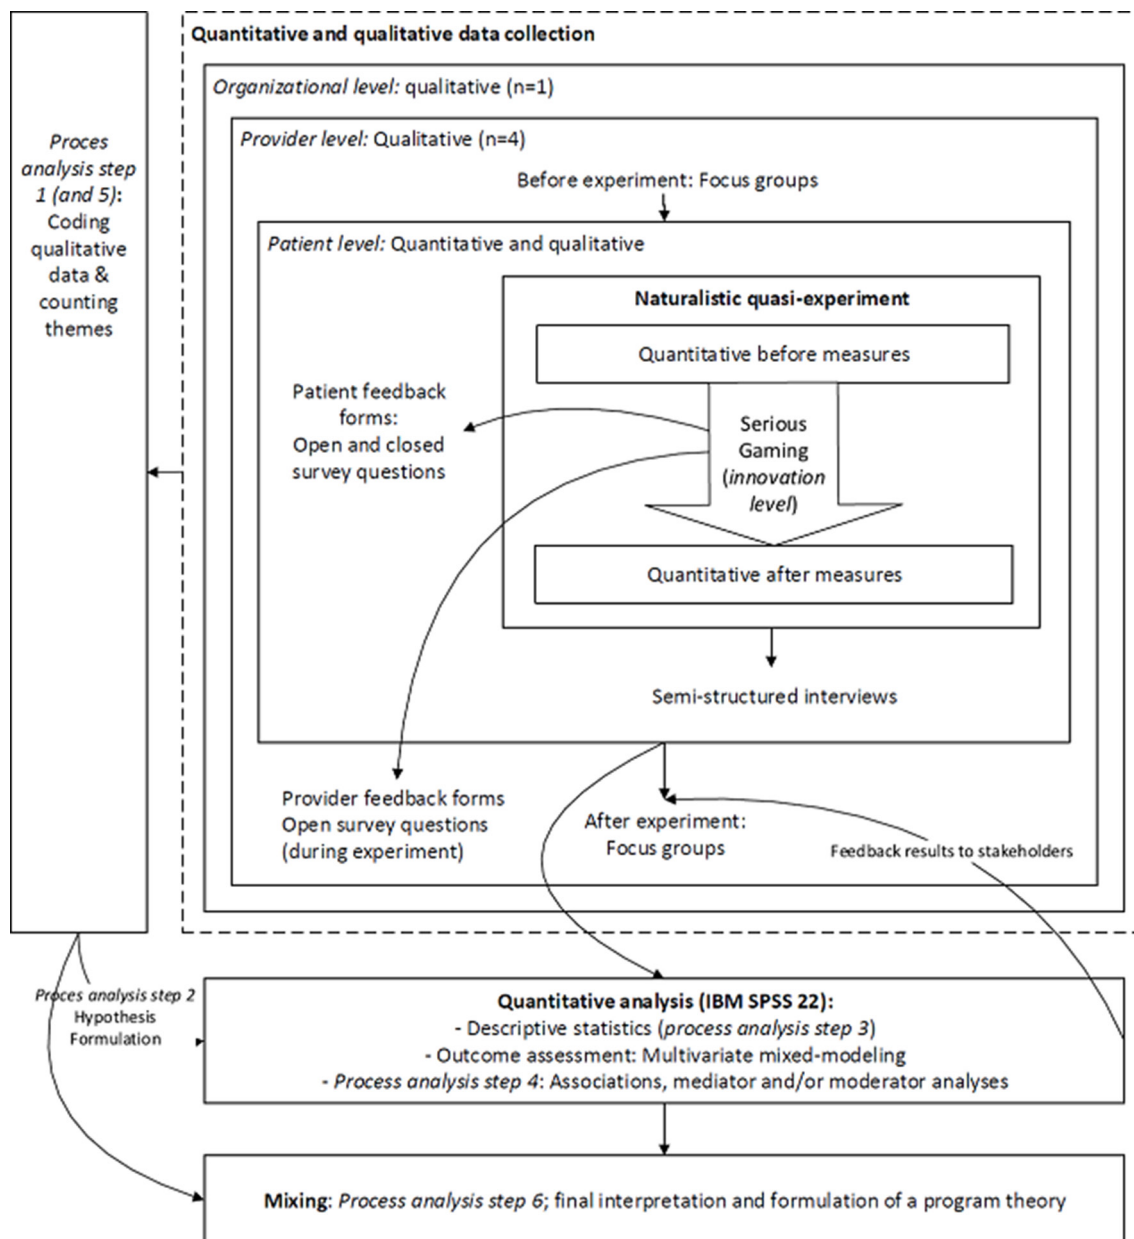 Quantitative and qualitative data collection
Organizational level: qualitative (n=1)
Provider level: Qualitative (n=4)
Before experiment: Focus groups
Proces
analysis step
1 (and 5):
Coding
qualitative
data &
counting
themes
Patient level: Quantitative and qualitative
Naturalistic quasi-experiment
Quantitative before measures
Patient feedback
forms:
Open and closed
survey questions
Serious
Gaming
(innovation
level)
Quantitative after measures
Semi-structured interviews
Provider feedback forms
Open survey questions
(during experiment)
After experiment:
Focus groups
Feedback results to stakeholders
Proces analysis step 2
Hypothesis
Formulation
Quantitative analysis (IBM SPSS 22):
- Descriptive statistics (process analysis step 3)
- Outcome assessment: Multivariate mixed-modeling
- Process analysis step 4: Associations, mediator and/or moderator analyses
Mixing: Process analysis step 6; final interpretation and formulation of a program theory